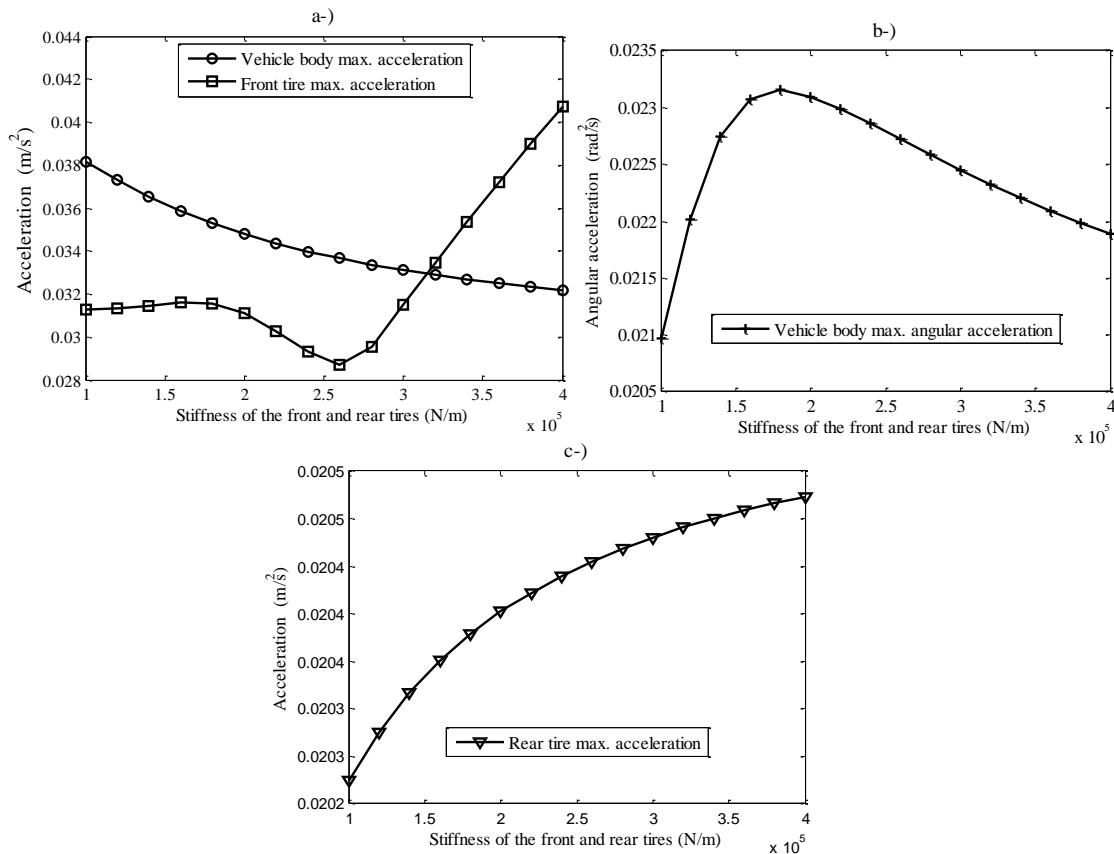 a-)
Acceleration (m/s²)
0.044
0.042
0.04
0.038
0.036
0.034
0.032
0.03
0.028
Vehicle body max. acceleration
Front tire max. acceleration
1 1.5 2 2.5 3 3.5 4
Stiffness of the front and rear tires (N/m)
x 10⁵
b-)
Angular acceleration (rad/s²)
0.0235
0.023
0.0225
0.022
0.0215
0.021
0.0205
Vehicle body max. angular acceleration
1 1.5 2 2.5 3 3.5 4
Stiffness of the front and rear tires (N/m)
x 10⁵
c-)
Acceleration (m/s²)
0.0205
0.0205
0.0204
0.0204
0.0204
0.0203
0.0203
0.0202
Rear tire max. acceleration
1 1.5 2 2.5 3 3.5 4
Stiffness of the front and rear tires (N/m)
x 10⁵